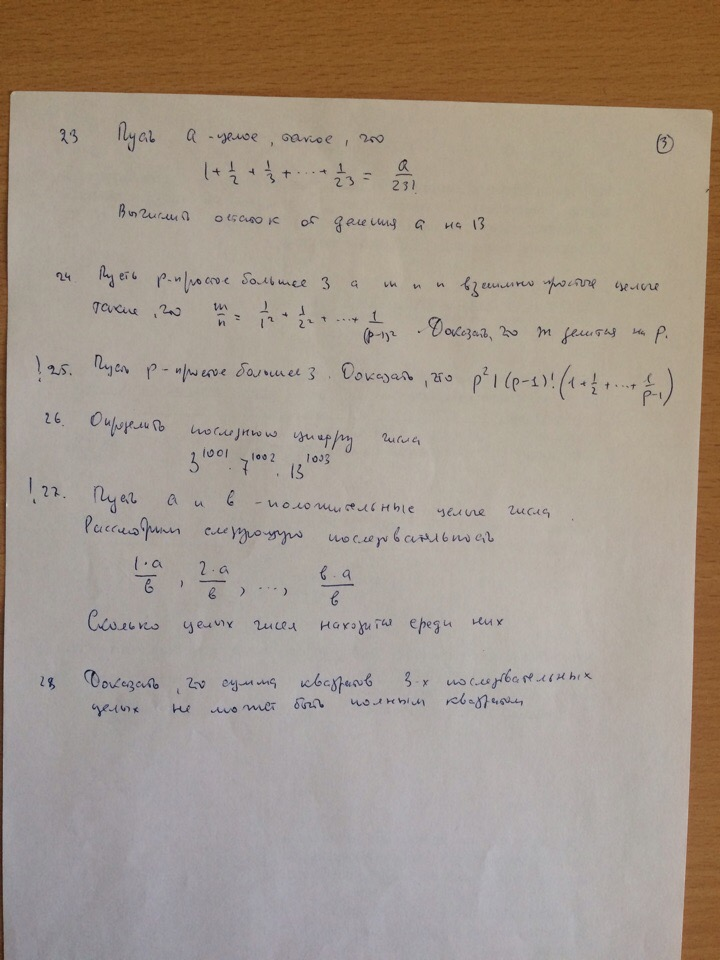 ③
23 Пусть a - целое, такое, что
1 + 1/2 + 1/3 + ... + 1/23 = a/23!
Вычислить остаток от деления a на 13
24. Пусть p - простое большее 3 а m и n взаимно простые целые
такие, что m/n = 1/1² + 1/2² + ... + 1/(p-1)². Доказать, что m делится на p.
! 25. Пусть p - простое большее 3. Доказать, что p² | (p-1)! (1 + 1/2 + ... + 1/p-1)
26. Определить последнюю цифру числа
3^1001 · 7^1002 · 13^1003
! 27. Пусть a и b - положительные целые числа.
Рассмотрим следующую последовательность
1·a/b, 2·a/b, ..., b·a/b
Сколько целых чисел находится среди них
28 Доказать, что сумма квадратов 3-х последвательных
целых не может быть полным квадратом